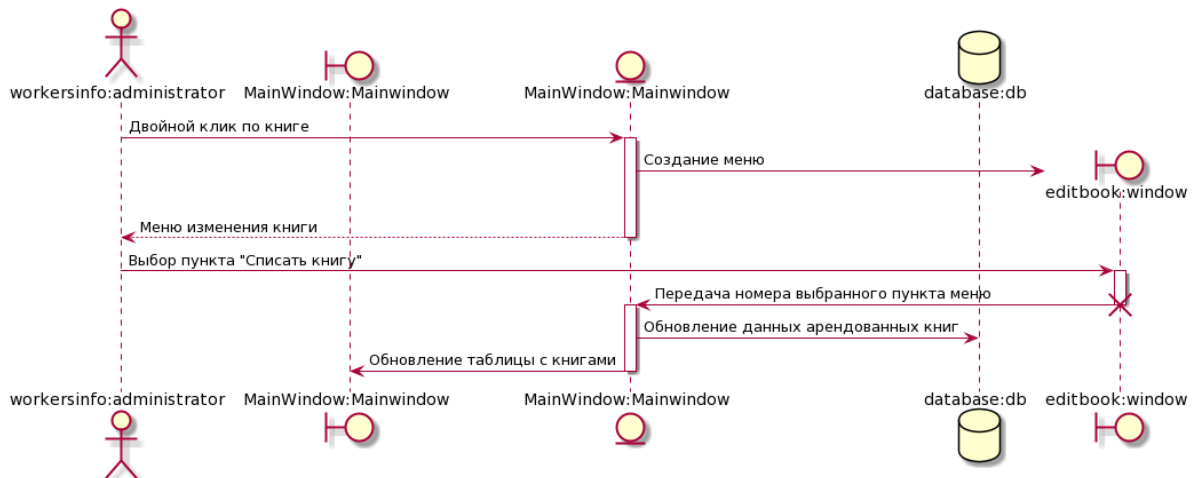 workersinfo:administrator
MainWindow:Mainwindow
MainWindow:Mainwindow
database:db
Двойной клик по книге
Создание меню
editbook:window
Меню изменения книги
Выбор пункта "Списать книгу"
Передача номера выбранного пункта меню
Обновление данных арендованных книг
Обновление таблицы с книгами
workersinfo:administrator
MainWindow:Mainwindow
MainWindow:Mainwindow
database:db
editbook:window